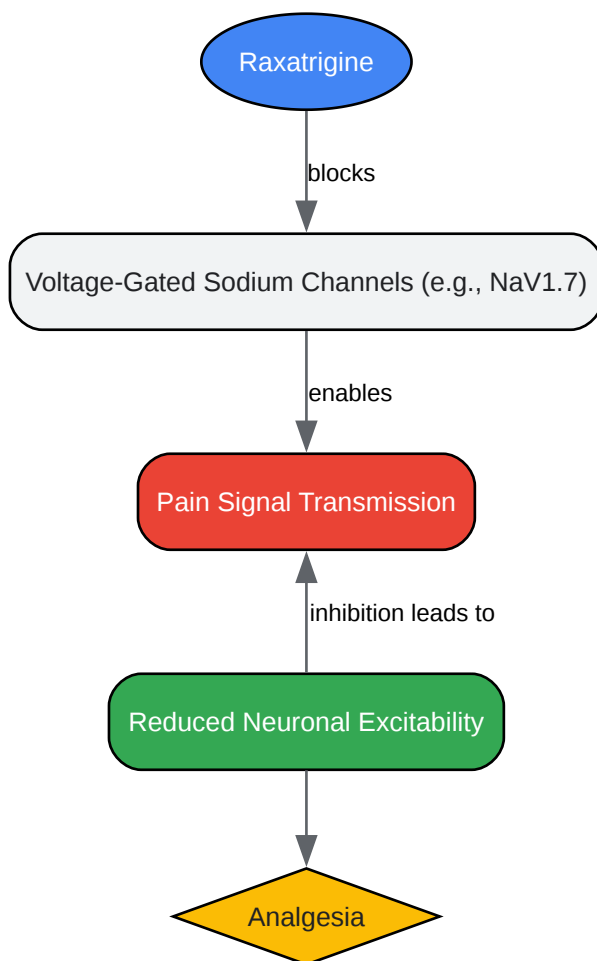 Raxatrigine
blocks
Voltage-Gated Sodium Channels (e.g., NaV1.7)
enables
Pain Signal Transmission
inhibition leads to
Reduced Neuronal Excitability
Analgesia